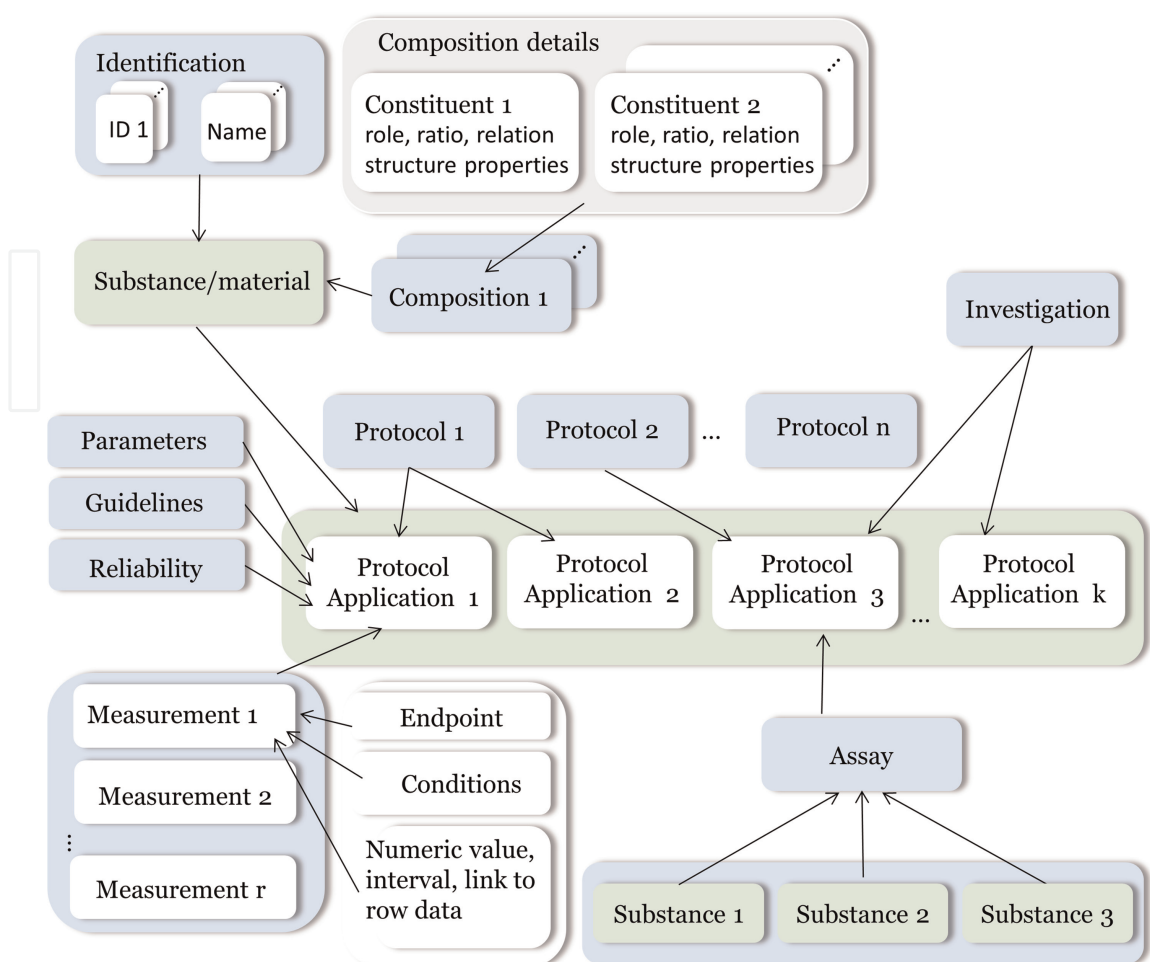 Identification
ID 1
...
Name
...
Composition details
Constituent 1
role, ratio, relation
structure properties
Constituent 2
role, ratio, relation
structure properties
...
Substance/material
Composition 1
...
Investigation
Parameters
Guidelines
Reliability
Protocol 1
Protocol 2
...
Protocol n
Protocol
Application 1
Protocol
Application 2
Protocol
Application 3
...
Protocol
Application k
Measurement 1
Measurement 2
...
Measurement r
Endpoint
Conditions
Numeric value,
interval, link to
row data
Assay
Substance 1
Substance 2
Substance 3